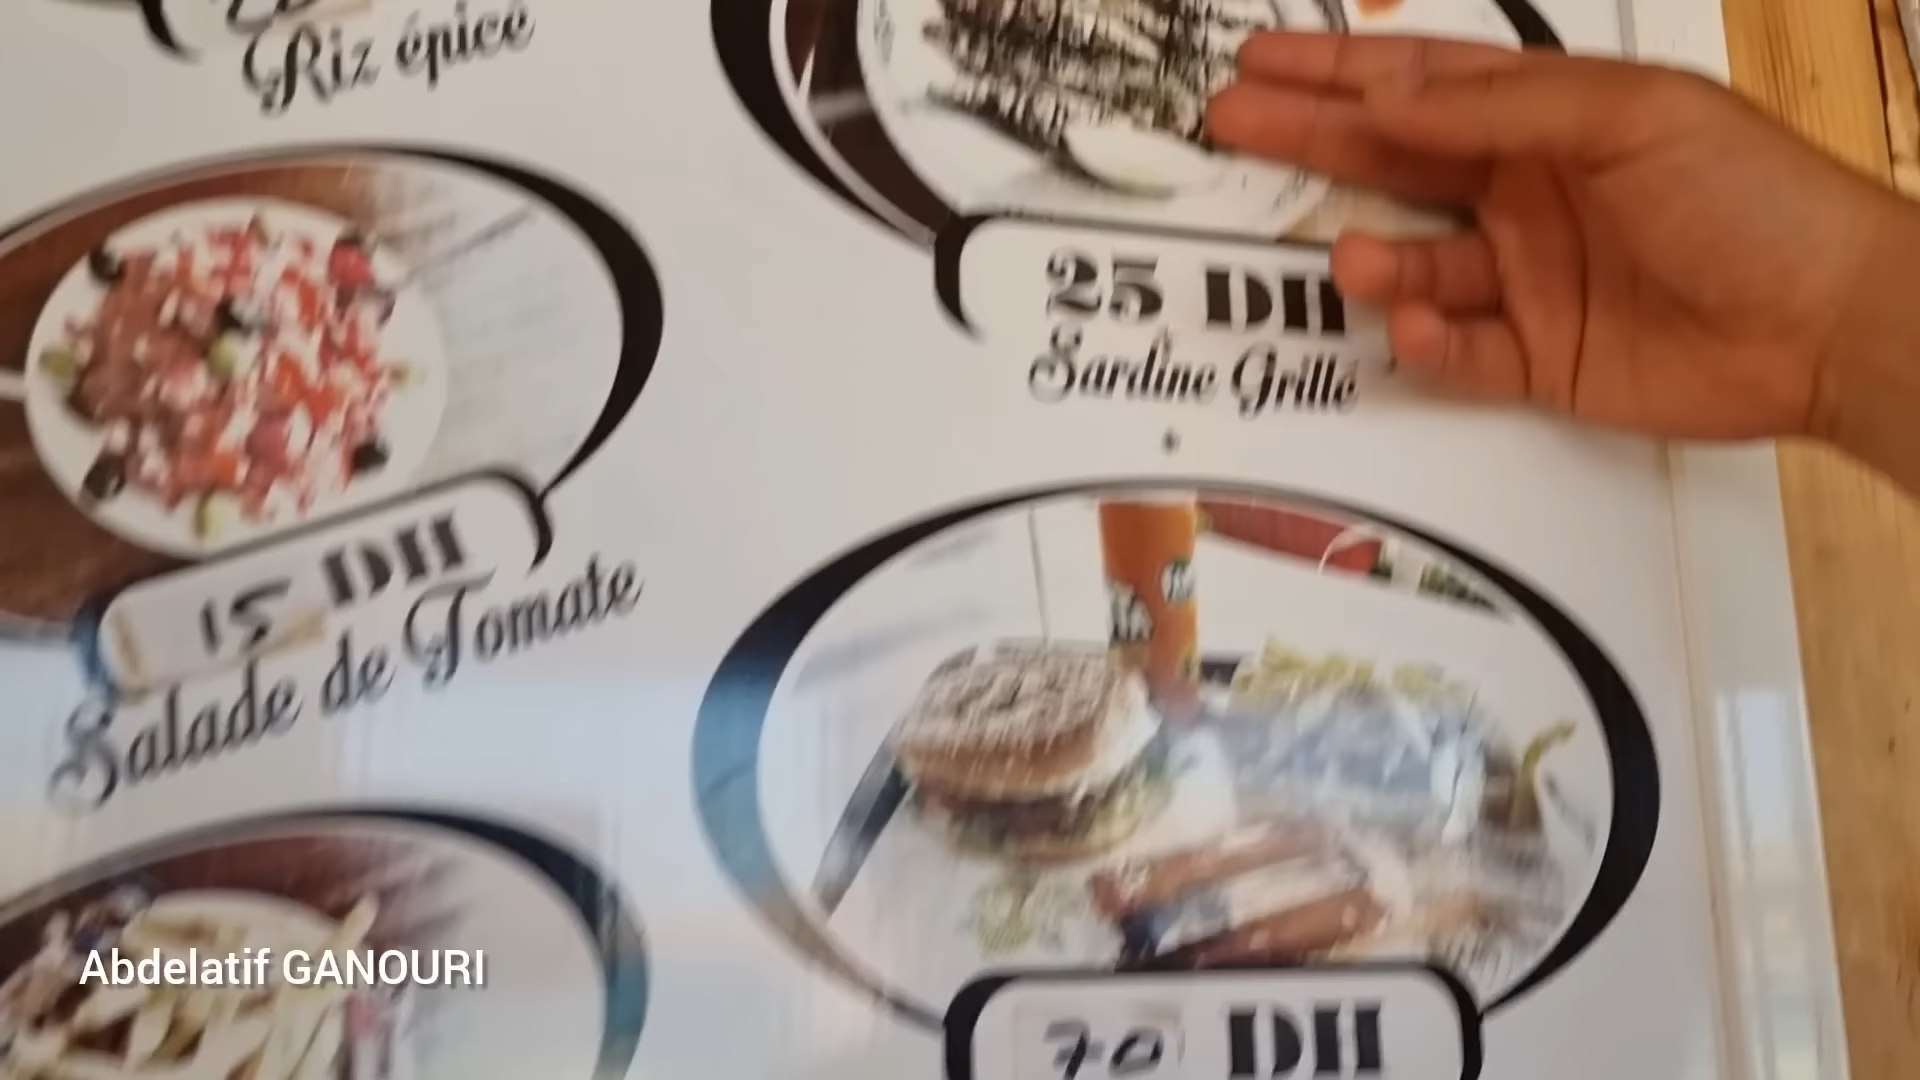 Riz épicé
25 DH
Sardine Grillé
15 DH
Salade de Tomate
70 DH
Abdelatif GANOURI